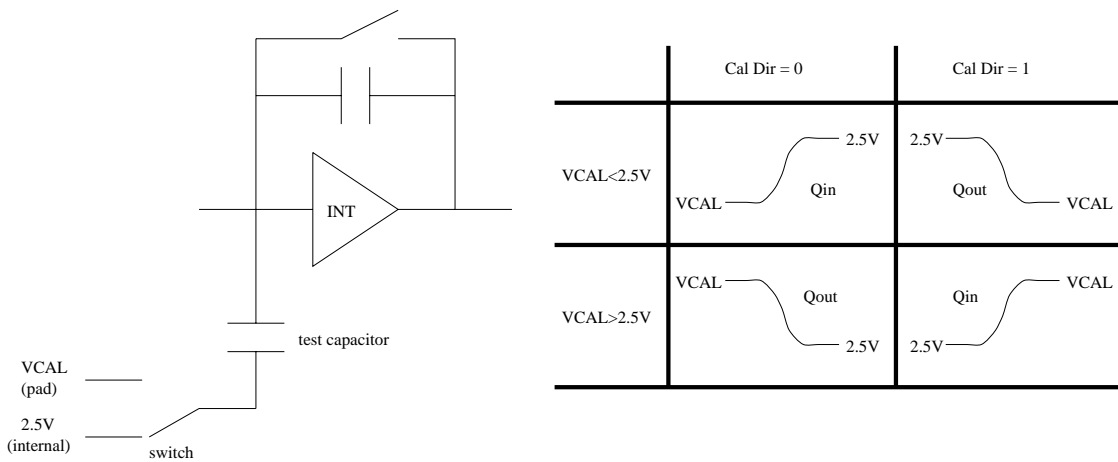 INT
test capacitor
VCAL
(pad)
2.5V
(internal)
switch
Cal Dir = 0
Cal Dir = 1
VCAL<2.5V
VCAL
2.5V
Qin
2.5V
Qout
VCAL
VCAL>2.5V
VCAL
Qout
2.5V
VCAL
Qin
2.5V